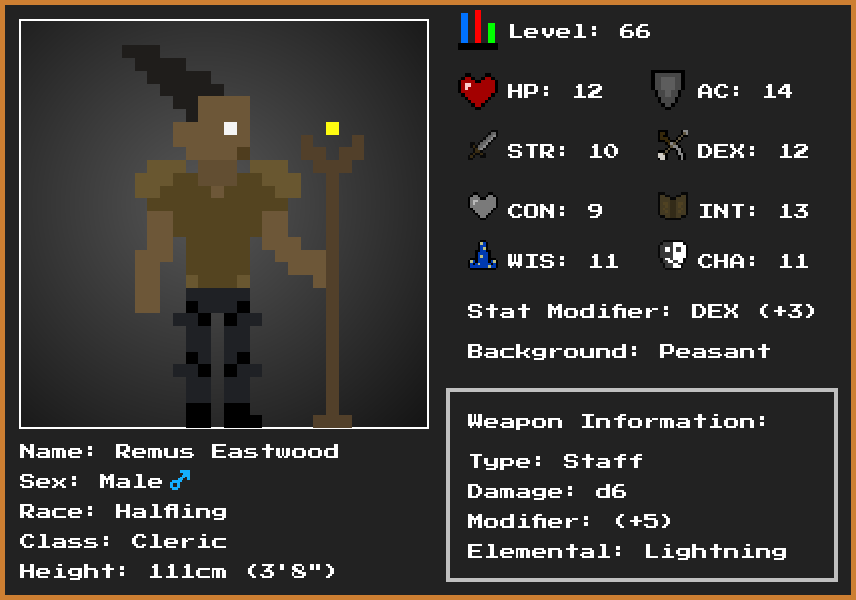 Level: 66
HP: 12
AC: 14
STR: 10
DEX: 12
CON: 9
INT: 13
WIS: 11
CHA: 11
Stat Modifier: DEX (+3)
Background: Peasant
Weapon Information:
Type: Staff
Damage: d6
Modifier: (+5)
Elemental: Lightning
Name: Remus Eastwood
Sex: Male♂
Race: Halfling
Class: Cleric
Height: 111cm (3'8")